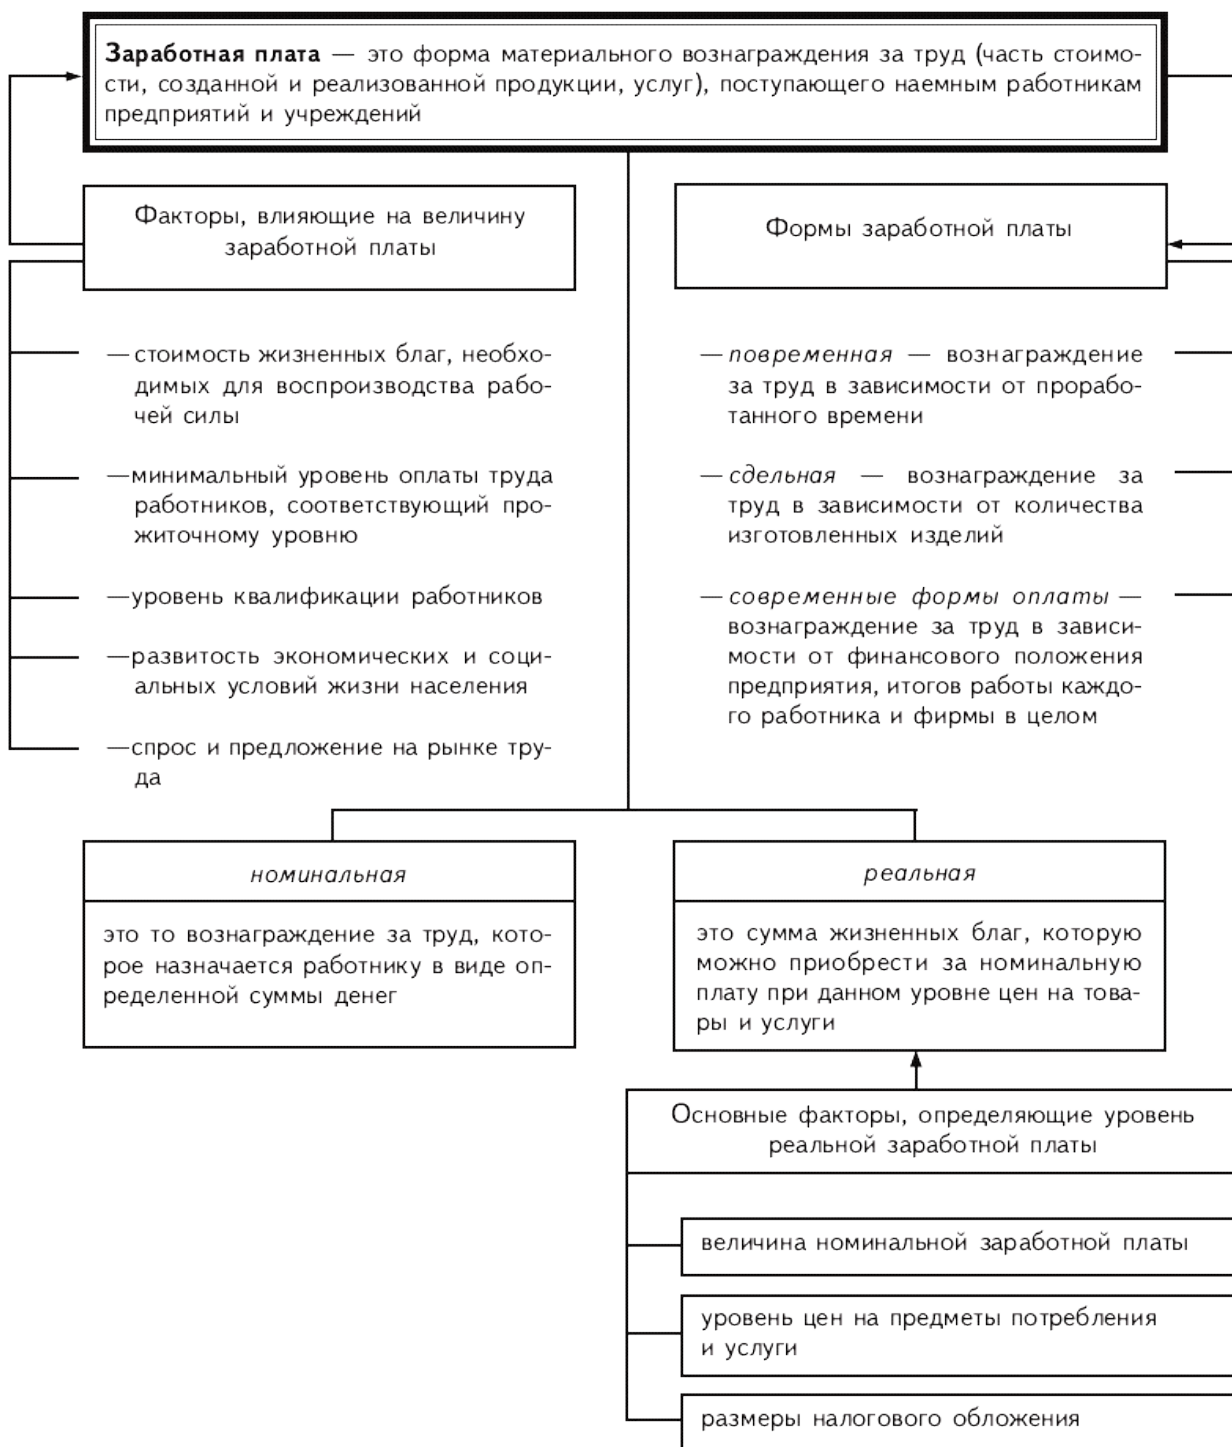 Заработная плата — это форма материального вознаграждения за труд (часть стоимо-
сти, созданной и реализованной продукции, услуг), поступающего наемным работникам
предприятий и учреждений
Факторы, влияющие на величину
заработной платы
— стоимость жизненных благ, необхо-
димых для воспроизводства рабо-
чей силы
— минимальный уровень оплаты труда
работников, соответствующий про-
житочному уровню
— уровень квалификации работников
— развитость экономических и соци-
альных условий жизни населения
— спрос и предложение на рынке тру-
да
Формы заработной платы
— повременная — вознаграждение
за труд в зависимости от прорабо-
танного времени
— сдельная — вознаграждение за
труд в зависимости от количества
изготовленных изделий
— современные формы оплаты —
вознаграждение за труд в зависи-
мости от финансового положения
предприятия, итогов работы каждо-
го работника и фирмы в целом
номинальная
это то вознаграждение за труд, кото-
рое назначается работнику в виде оп-
ределенной суммы денег
реальная
это сумма жизненных благ, которую
можно приобрести за номинальную
плату при данном уровне цен на това-
ры и услуги
Основные факторы, определяющие уровень
реальной заработной платы
величина номинальной заработной платы
уровень цен на предметы потребления
и услуги
размеры налогового обложения